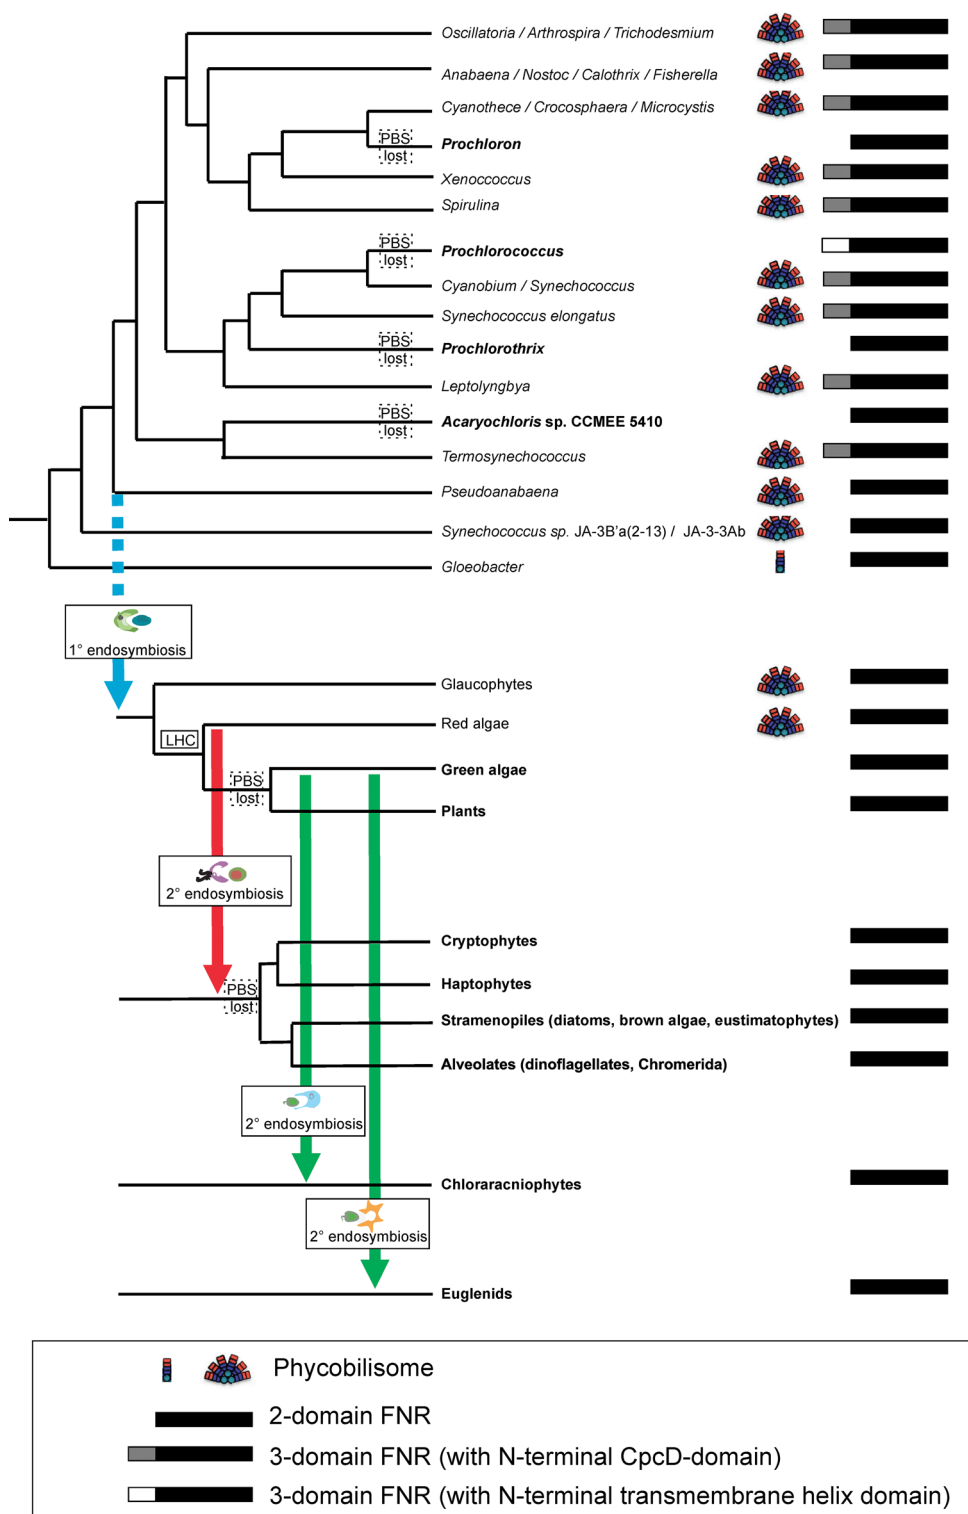 Oscillatoria / Arthrospira / Trichodesmium
Anabaena / Nostoc / Calothrix / Fisherella
Cyanothece / Crocosphaera / Microcystis
PBS
lost
Prochloron
Xenoccoccus
Spirulina
PBS
lost
Prochlorococcus
Cyanobium / Synechococcus
Synechococcus elongatus
PBS
lost
Prochlorothrix
Leptolyngbya
PBS
lost
Acaryochloris sp. CCMEE 5410
Termosynechococcus
Pseudoanabaena
Synechococcus sp. JA-3B'a(2-13) / JA-3-3Ab
Gloeobacter
1° endosymbiosis
Glaucophytes
Red algae
LHC
Green algae
PBS
lost
Plants
2° endosymbiosis
Cryptophytes
Haptophytes
PBS
lost
Stramenopiles (diatoms, brown algae, eustimatophytes)
Alveolates (dinoflagellates, Chromerida)
2° endosymbiosis
Chloraracniophytes
2° endosymbiosis
Euglenids
Phycobilisome
2-domain FNR
3-domain FNR (with N-terminal CpcD-domain)
3-domain FNR (with N-terminal transmembrane helix domain)